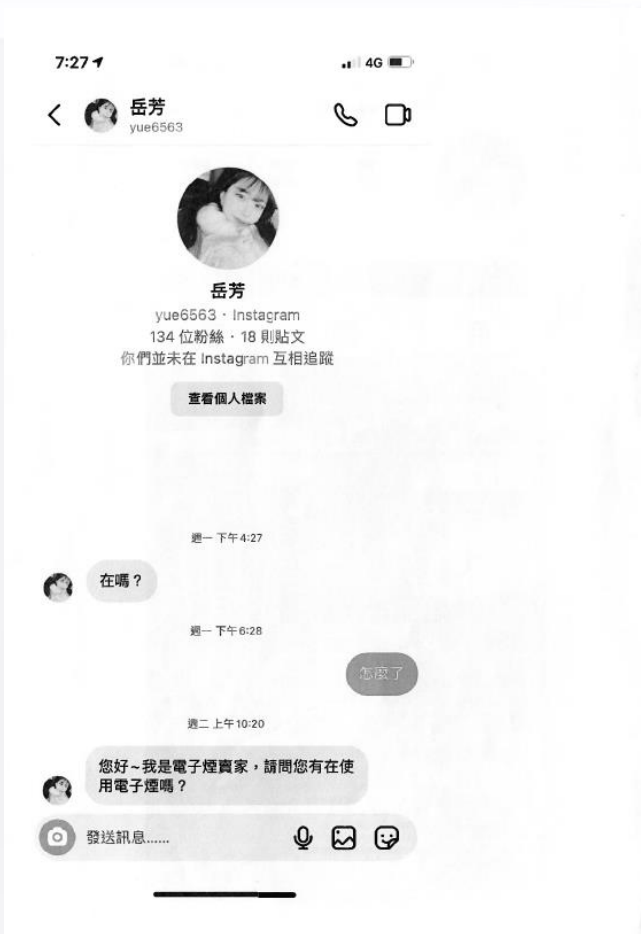 7:27
4G
岳芳
yue6563
岳芳
yue6563 · Instagram
134 位粉絲 · 18 則貼文
你們並未在 Instagram 互相追蹤
查看個人檔案
週一 下午 4:27
在嗎？
週一 下午 6:28
怎麼了
週二 上午 10:20
您好~我是電子煙賣家，請問您有在使
用電子煙嗎？
發送訊息......